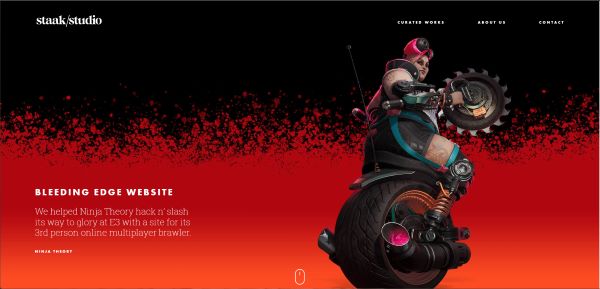 staak/studio
CURATED WORKS
ABOUT US
CONTACT
BLEEDING EDGE WEBSITE
We helped Ninja Theory hack n' slash
its way to glory at E3 with a site for its
3rd person online multiplayer brawler.
NINJA THEORY